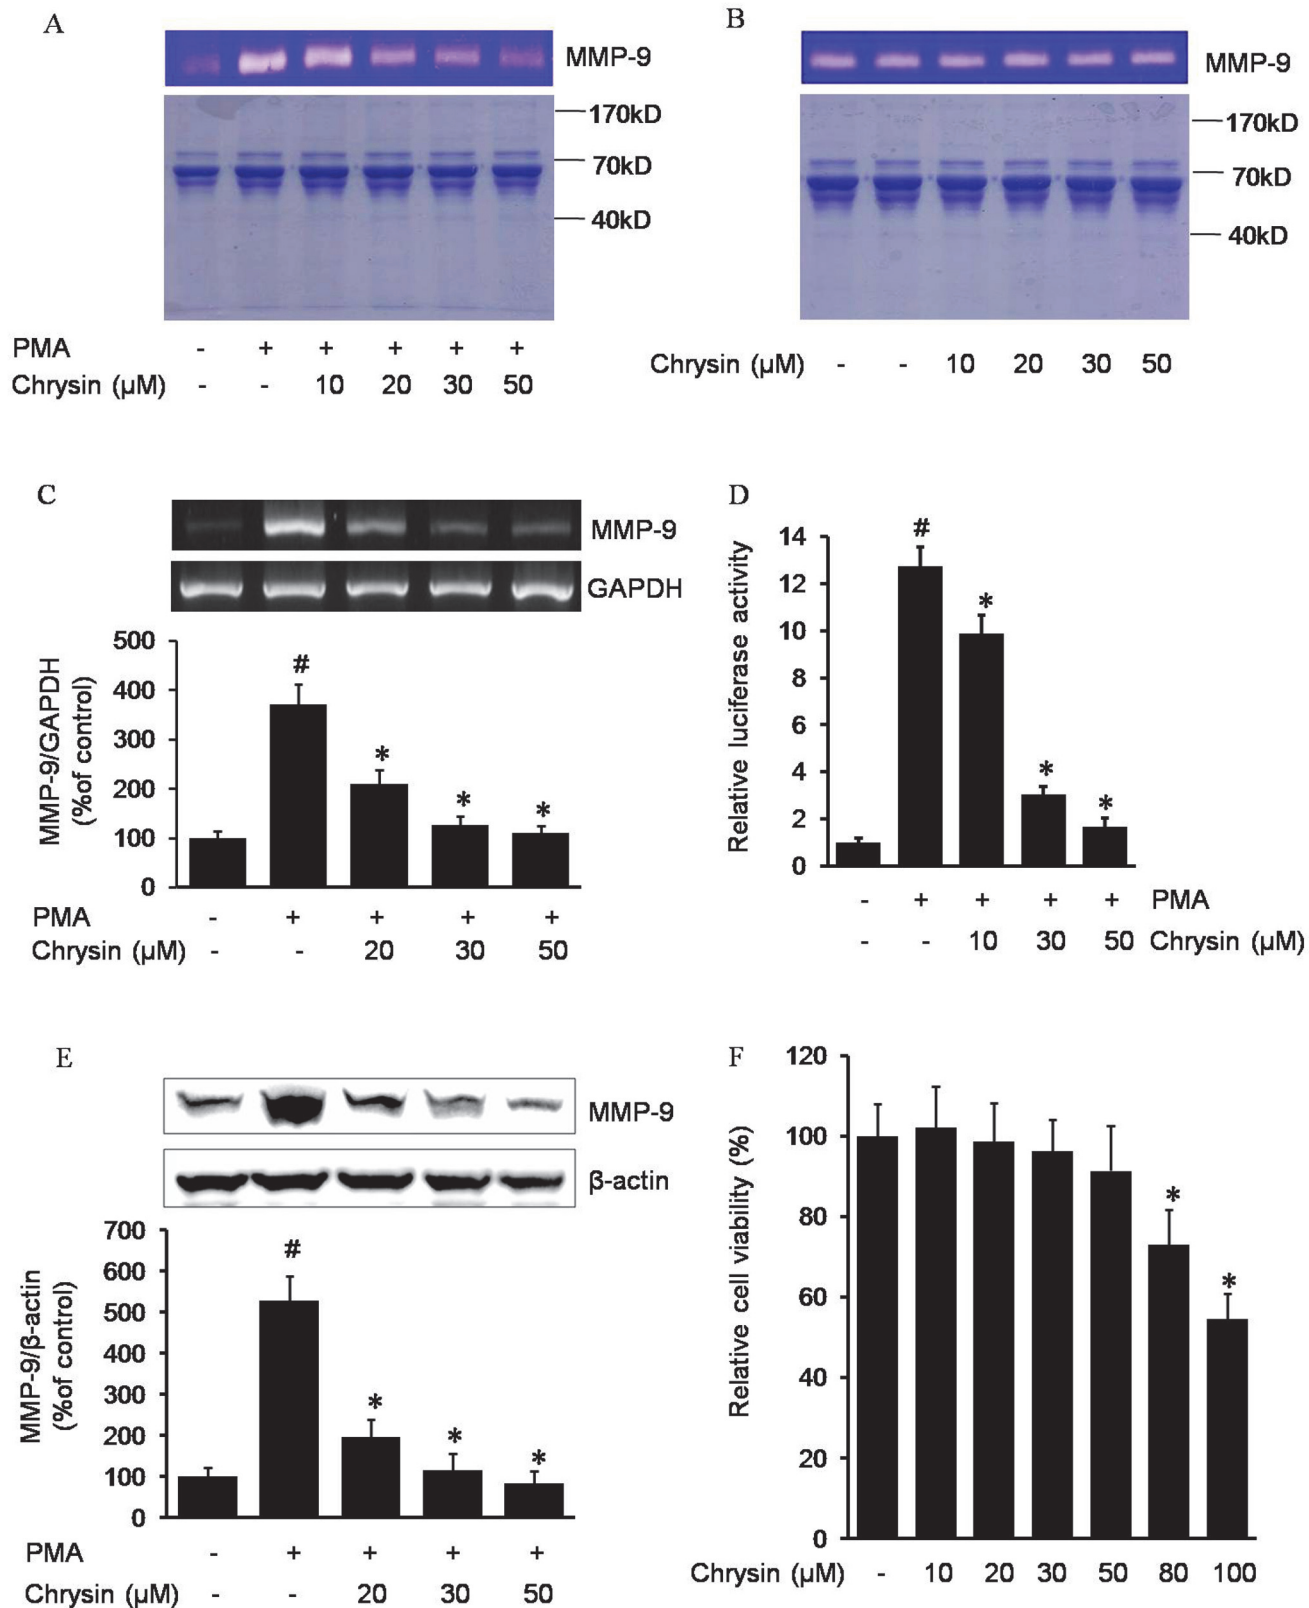 A
MMP-9
170kD
70kD
40kD
PMA - + + + + +
Chrysin (μM) - - 10 20 30 50
B
MMP-9
170kD
70kD
40kD
Chrysin (μM) - - 10 20 30 50
C
MMP-9
GAPDH
MMP-9/GAPDH
(%of control)
500
400
300
200
100
0
#
*
*
*
PMA - + + + +
Chrysin (μM) - - 20 30 50
D
Relative luciferase activity
14
12
10
8
6
4
2
0
#
*
*
*
- + + + + PMA
- - 10 30 50 Chrysin (μM)
E
MMP-9
β-actin
MMP-9/β-actin
(%of control)
700
600
500
400
300
200
100
0
#
*
*
*
PMA - + + + +
Chrysin (μM) - - 20 30 50
F
Relative cell viability (%)
120
100
80
60
40
20
0
*
*
Chrysin (μM) - 10 20 30 50 80 100